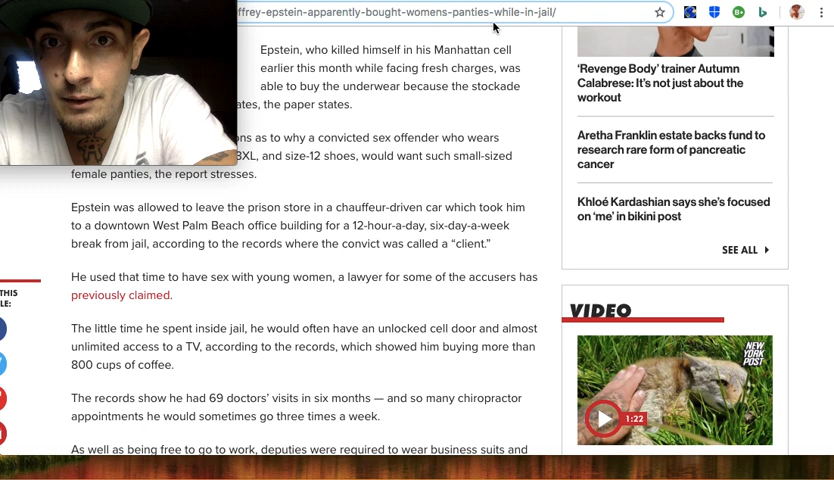 ffrey-epstein-apparently-bought-womens-panties-while-in-jail/
Epstein, who killed himself in his Manhattan cell
earlier this month while facing fresh charges, was
able to buy the underwear because the stockade
ates, the paper states.
ons as to why a convicted sex offender who wears
3XL, and size-12 shoes, would want such small-sized
female panties, the report stresses.
Epstein was allowed to leave the prison store in a chauffeur-driven car which took him
to a downtown West Palm Beach office building for a 12-hour-a-day, six-day-a-week
break from jail, according to the records where the convict was called a “client.”
He used that time to have sex with young women, a lawyer for some of the accusers has
previously claimed.
The little time he spent inside jail, he would often have an unlocked cell door and almost
unlimited access to a TV, according to the records, which showed him buying more than
800 cups of coffee.
The records show he had 69 doctors’ visits in six months — and so many chiropractor
appointments he would sometimes go three times a week.
As well as being free to go to work, deputies were required to wear business suits and
THIS
LE:
‘Revenge Body’ trainer Autumn
Calabrese: It’s not just about the
workout
Aretha Franklin estate backs fund to
research rare form of pancreatic
cancer
Khloé Kardashian says she’s focused
on ‘me’ in bikini post
SEE ALL
VIDEO
NEW
YORK
POST
1:22